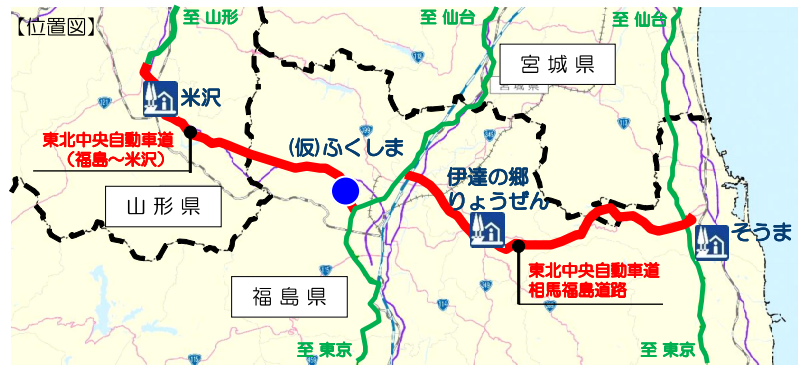 【位置図】
至 山形
至 仙台
至 仙台
宮 城 県
宮 城 県
米沢
東北中央自動車道
(福島～米沢)
(仮)ふくしま
伊達の郷
りょうぜん
山 形 県
そうま
東北中央自動車道
相馬福島道路
福 島 県
至 東京
至 東京